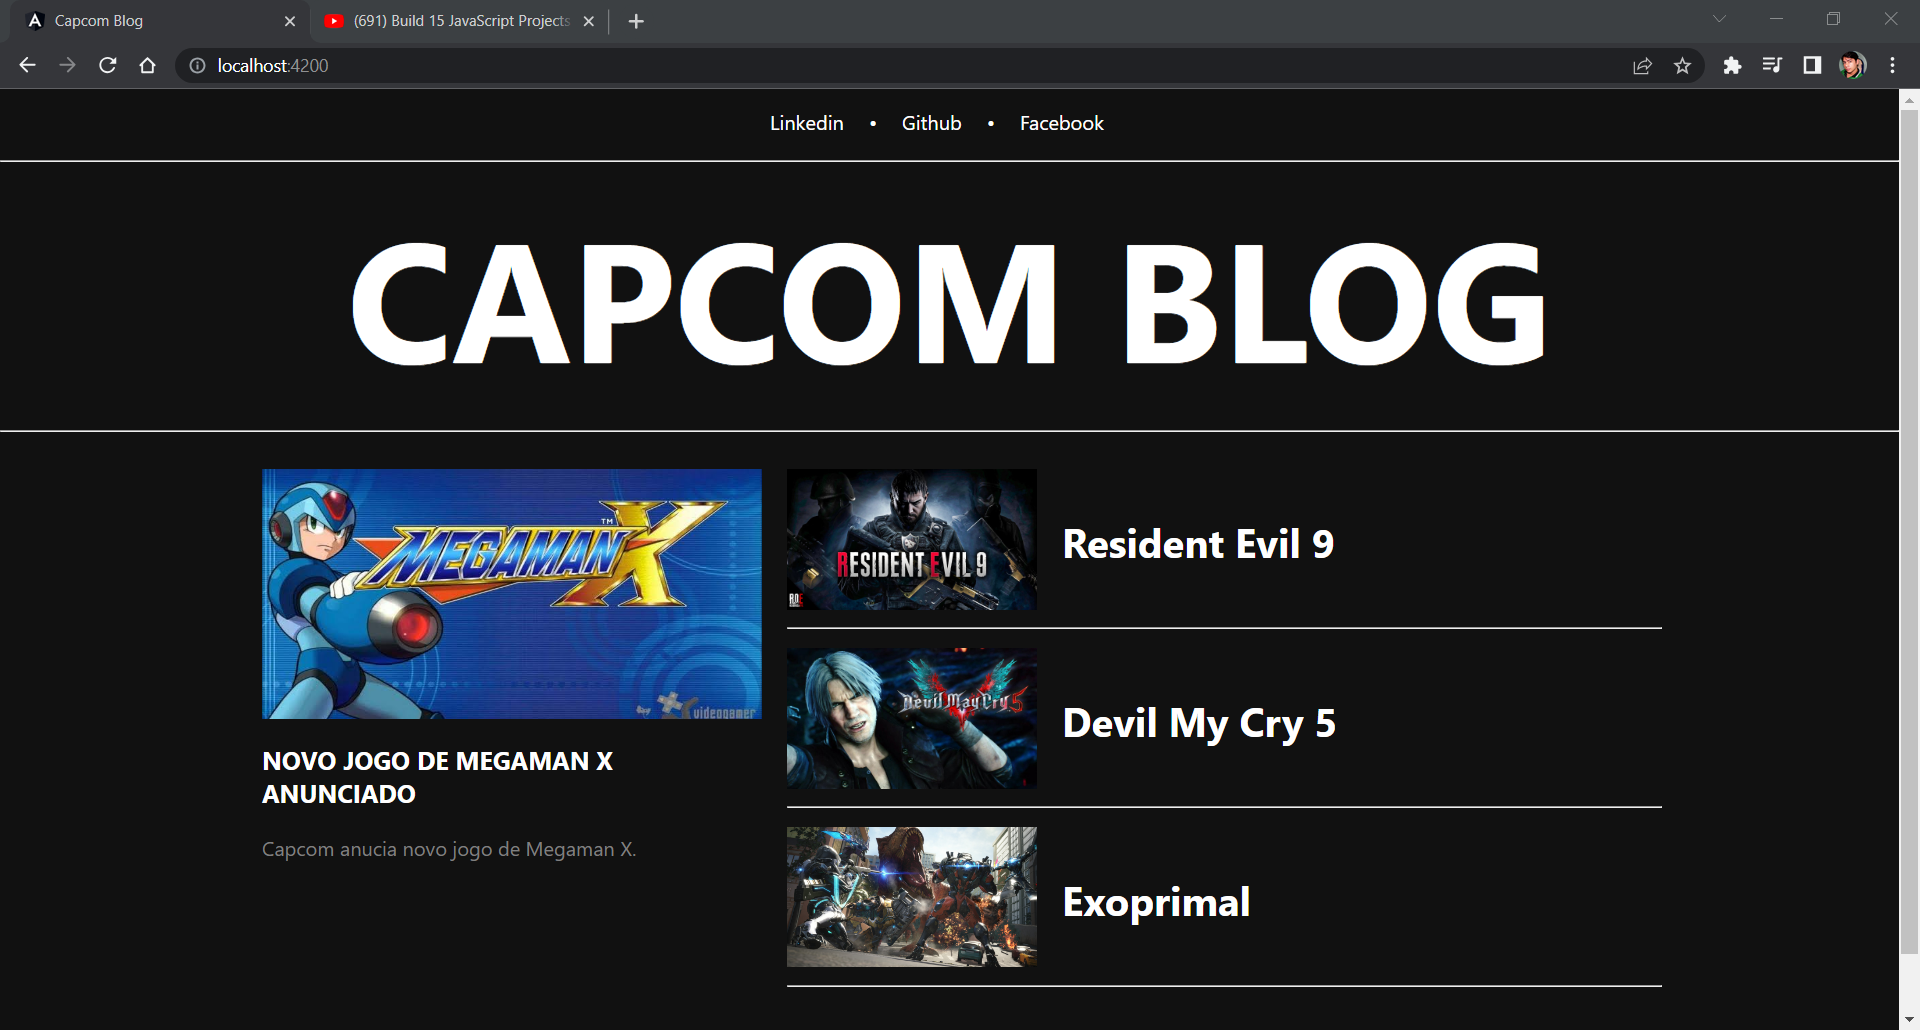 Capcom Blog
(691) Build 15 JavaScript Projects
localhost:4200
Linkedin • Github • Facebook
CAPCOM BLOG
MEGAMAN X
TM
videogamer
NOVO JOGO DE MEGAMAN X
ANUNCIADO
Capcom anucia novo jogo de Megaman X.
RESIDENT EVIL 9
Resident Evil 9
Devil May Cry 5
Devil My Cry 5
Exoprimal